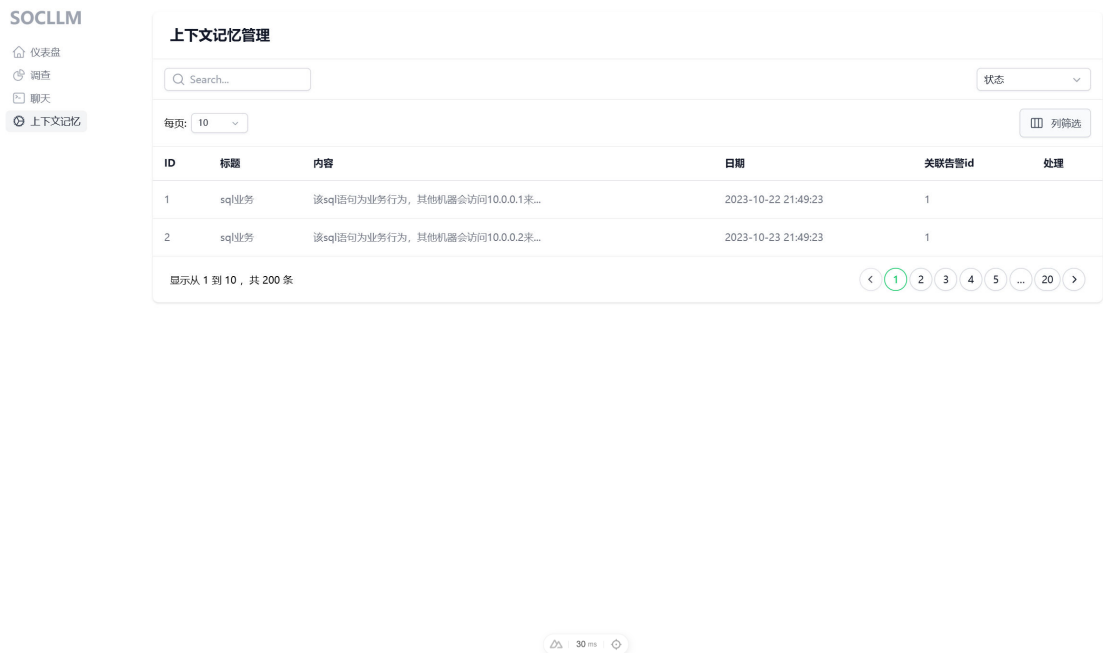 SOCLLM
仪表盘
调查
聊天
上下文记忆
上下文记忆管理
Search...
状态
每页: 10
列筛选
ID 标题 内容 日期 关联告警id 处理
1 sql业务 该sql语句为业务行为，其他机器会访问10.0.0.1来... 2023-10-22 21:49:23 1
2 sql业务 该sql语句为业务行为，其他机器会访问10.0.0.2来... 2023-10-23 21:49:23 1
显示从 1 到 10 ，共 200 条
1 2 3 4 5 ... 20
30 ms